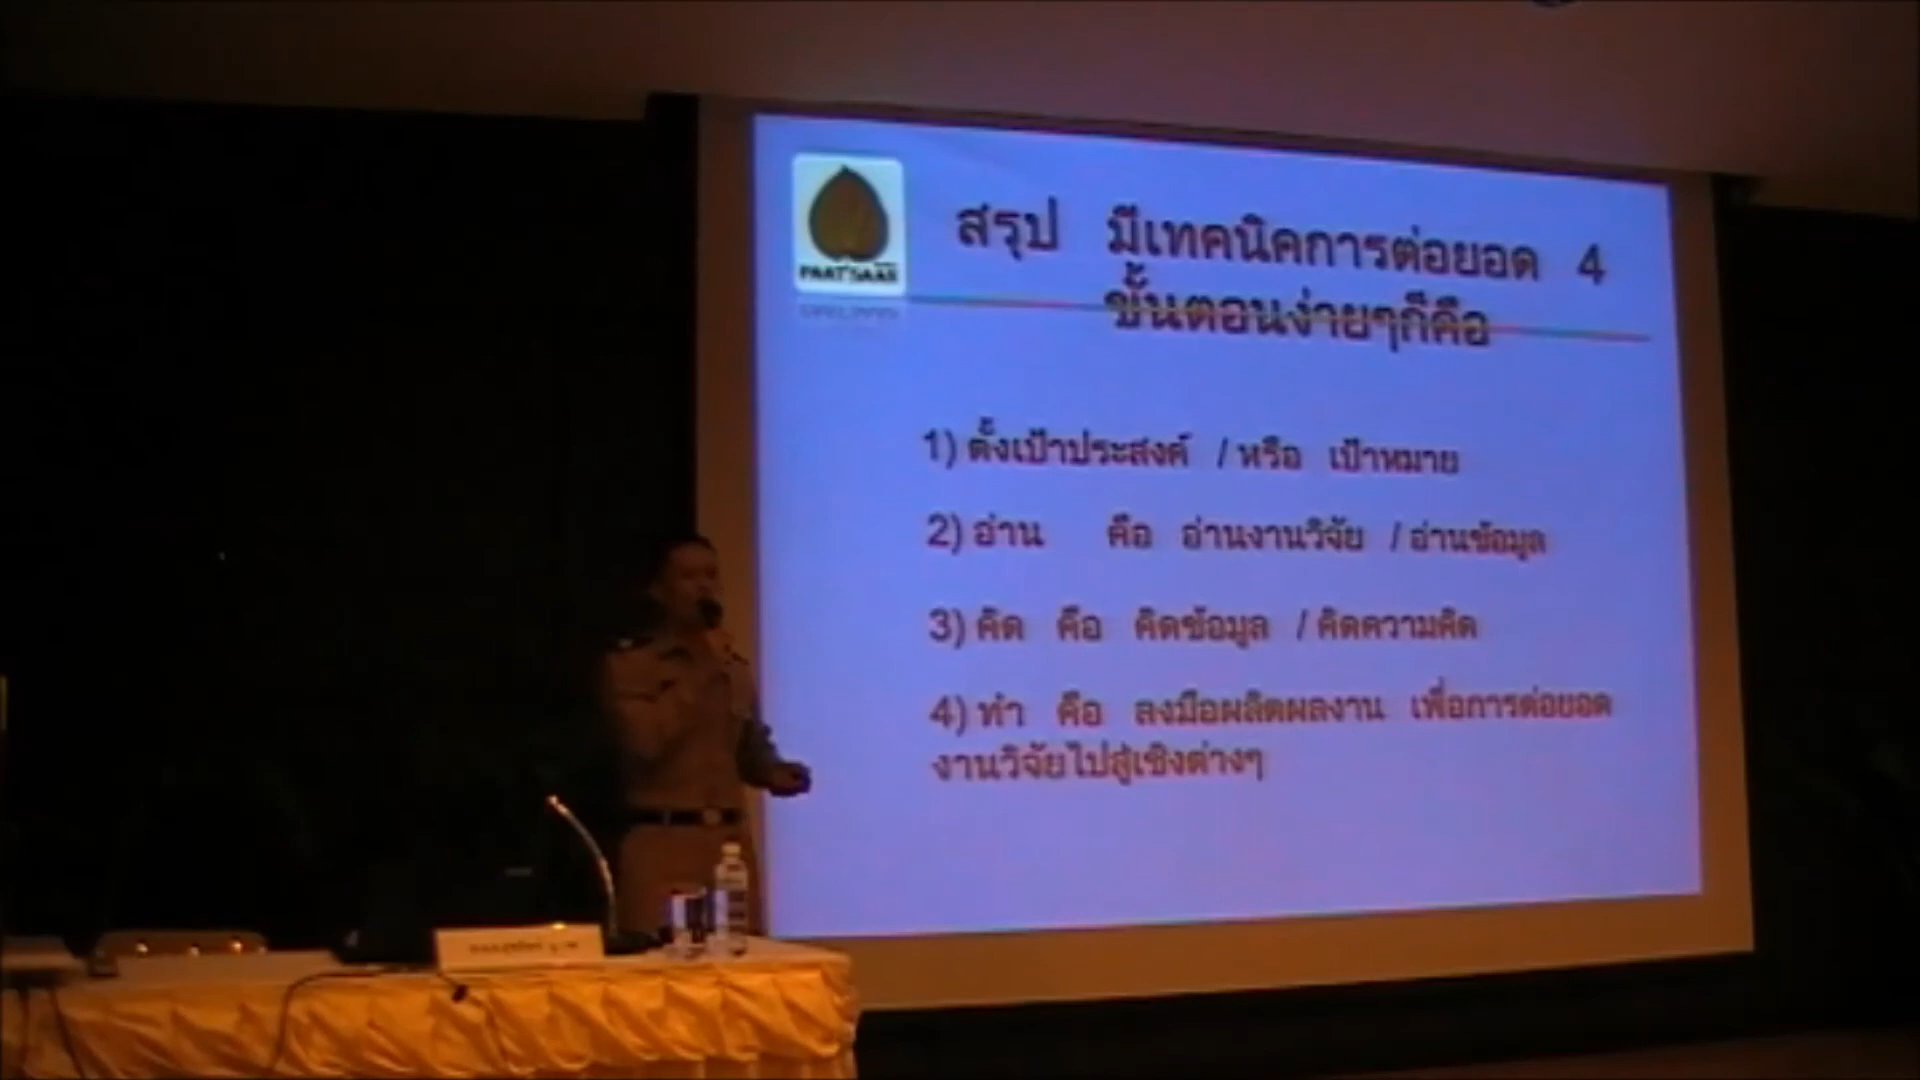 สรุป มีเทคนิคการต่อยอด 4
ขั้นตอนง่ายๆก็คือ
1) ตั้งเป้าประสงค์ / หรือ เป้าหมาย
2) อ่าน คือ อ่านงานวิจัย / อ่านข้อมูล
3) คิด คือ คิดข้อมูล / คิดความคิด
4) ทำ คือ ลงมือผลิตผลงาน เพื่อการต่อยอด
งานวิจัยไปสู่เชิงต่างๆ